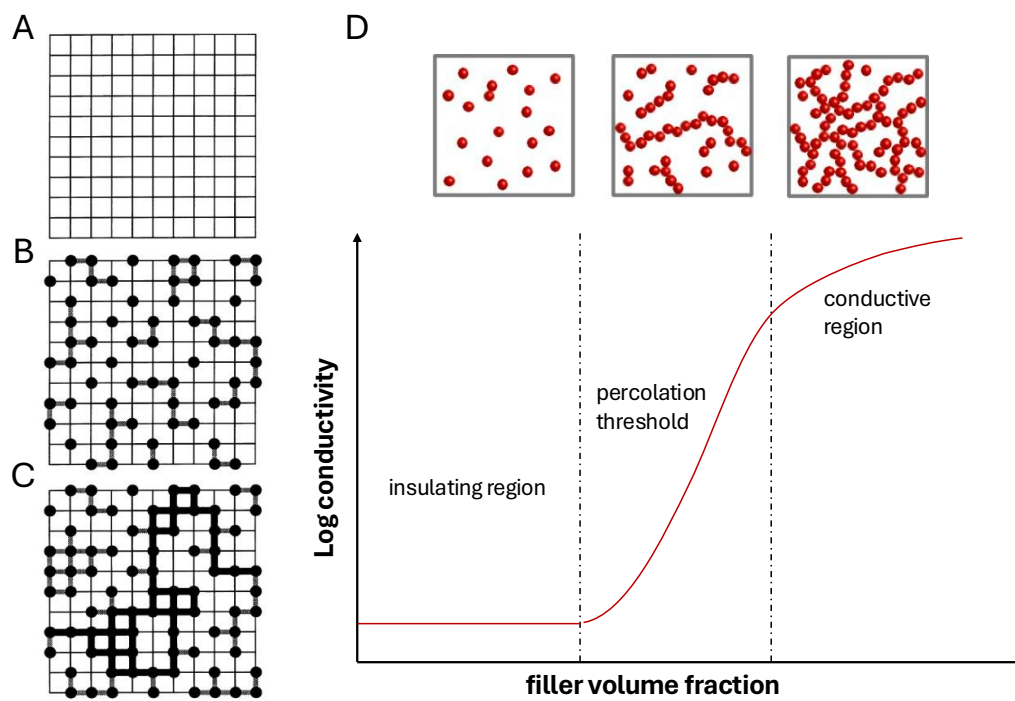 A
D
B
C
conductive
region
percolation
threshold
insulating region
Log conductivity
filler volume fraction